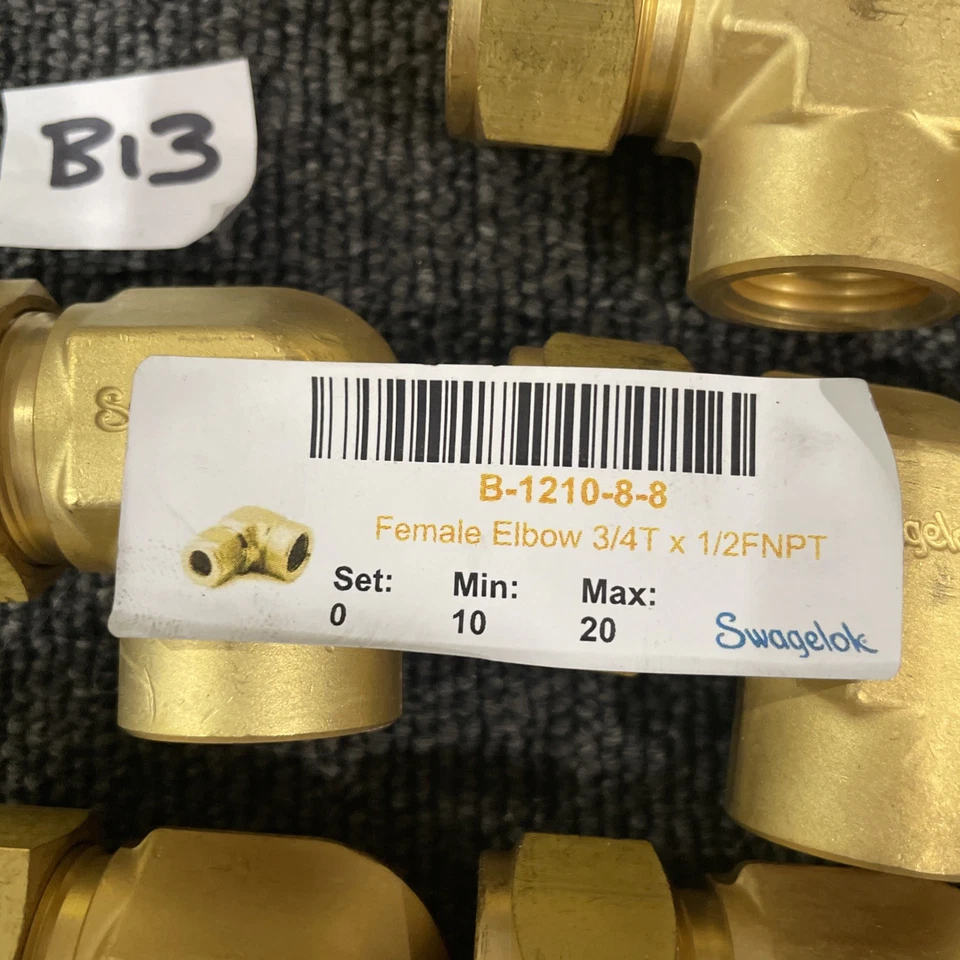 B13
B-1210-8-8
Female Elbow 3/4T x 1/2FNPT
Set: Min: Max:
0 10 20
Swagelok